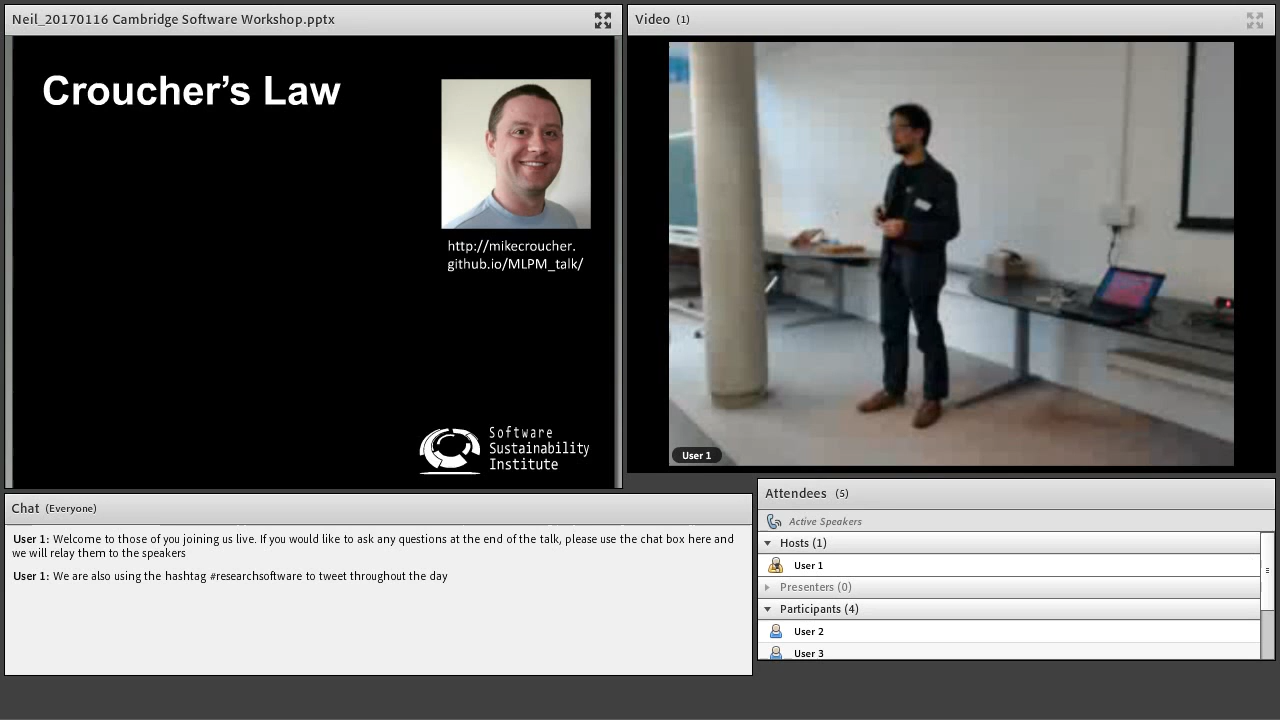 Neil_20170116 Cambridge Software Workshop.pptx
Croucher's Law
http://mikecroucher.
github.io/MLPM_talk/
Software
Sustainability
Institute
Video (1)
User 1
Chat (Everyone)
User 1: Welcome to those of you joining us live. If you would like to ask any questions at the end of the talk, please use the chat box here and
we will relay them to the speakers
User 1: We are also using the hashtag #researchsoftware to tweet throughout the day
Attendees (5)
Active Speakers
Hosts (1)
User 1
Presenters (0)
Participants (4)
User 2
User 3